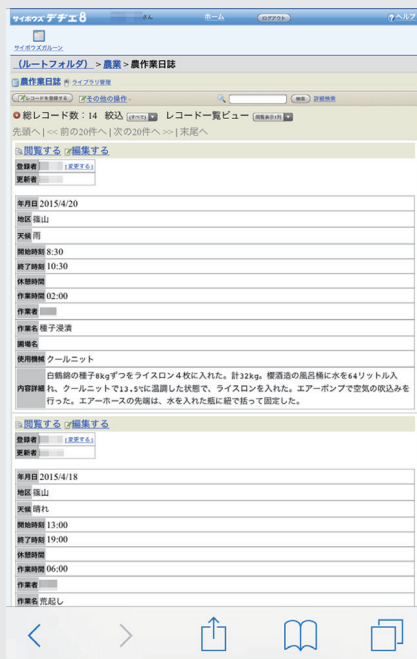 サイボウズ デヂエ8 さん ホーム ログアウト ヘルプ
サイボウズガルーン
(ルートフォルダ) > 農業 > 農作業日誌
農作業日誌 ライブラリ管理
レコードを登録する その他の操作 検索 詳細検索
総レコード数：14 絞込 (すべて) レコード一覧ビュー 閲覧表示1列
先頭へ | << 前の20件へ | 次の20件へ >> | 末尾へ
閲覧する 編集する
登録者 [変更する]
更新者
年月日 2015/4/20
地区 篠山
天候 雨
開始時刻 8:30
終了時刻 10:30
休憩時間
作業時間 02:00
作業者
作業名 種子浸漬
圃場名
使用機械 クールニット
内容詳細 白鶴錦の種子8kgずつをライスロン４枚に入れた。計32kg。櫻酒造の風呂桶に水を64リットル入
れ、クールニットで13.5℃に温調した状態で、ライスロンを入れた。エアーポンプで空気の吹込みを
行った。エアーホースの先端は、水を入れた瓶に紐で括って固定した。
閲覧する 編集する
登録者 [変更する]
更新者
年月日 2015/4/18
地区 篠山
天候 晴れ
開始時刻 13:00
終了時刻 19:00
休憩時間
作業時間 06:00
作業者
作業名 荒起し